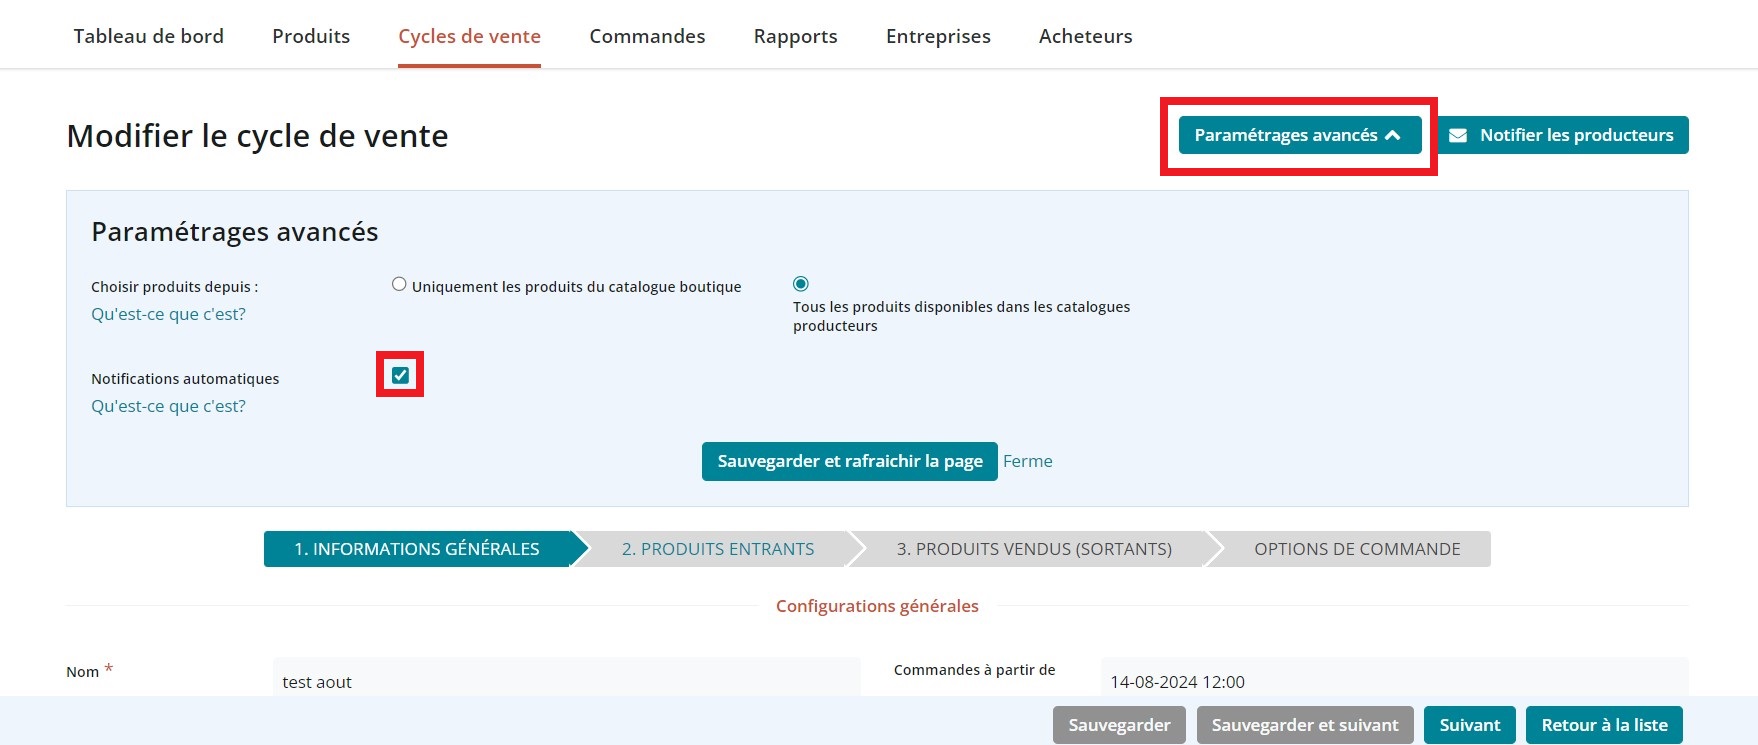 Tableau de bord Produits Cycles de vente Commandes Rapports Entreprises Acheteurs
Modifier le cycle de vente
Paramétrages avancés
Notifier les producteurs
Paramétrages avancés
Choisir produits depuis :
Qu'est-ce que c'est?
Uniquement les produits du catalogue boutique
Tous les produits disponibles dans les catalogues
producteurs
Notifications automatiques
Qu'est-ce que c'est?
Sauvegarder et rafraichir la page Ferme
1. INFORMATIONS GÉNÉRALES 2. PRODUITS ENTRANTS 3. PRODUITS VENDUS (SORTANTS) OPTIONS DE COMMANDE
Configurations générales
Nom * test aout Commandes à partir de 14-08-2024 12:00
Sauvegarder Sauvegarder et suivant Suivant Retour à la liste